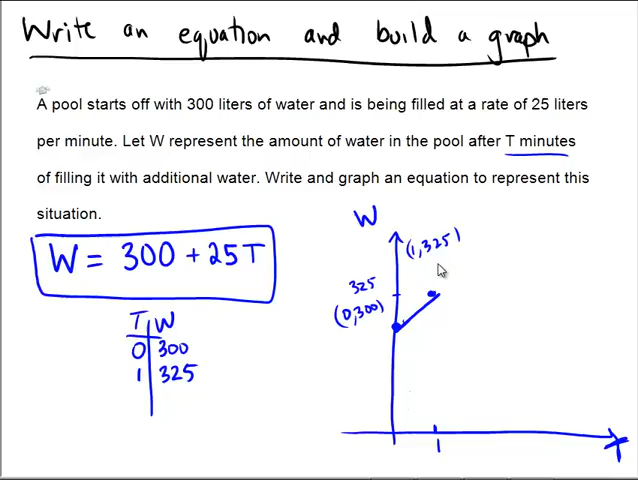 Write an equation and build a graph
A pool starts off with 300 liters of water and is being filled at a rate of 25 liters
per minute. Let W represent the amount of water in the pool after T minutes
of filling it with additional water. Write and graph an equation to represent this
situation.
W = 300 + 25T
T W
0 300
1 325
W
(1,325)
325
(0,300)
1
T